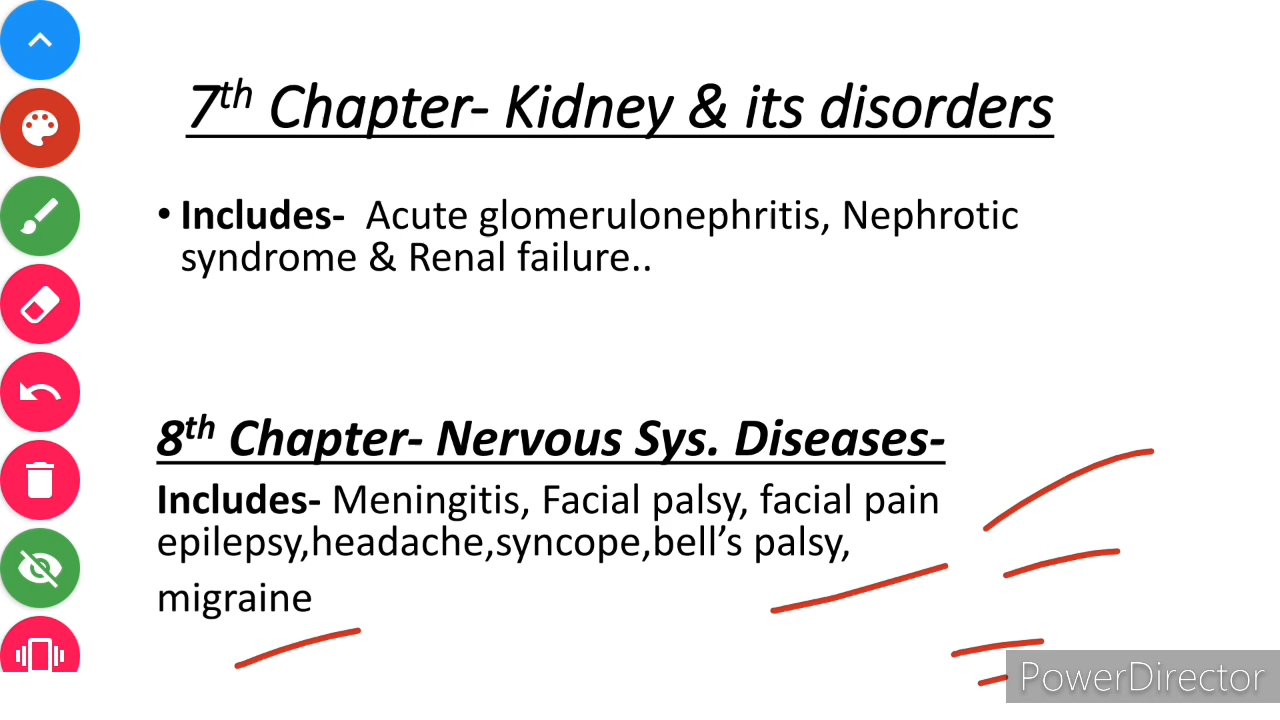 7th Chapter- Kidney & its disorders
• Includes-  Acute glomerulonephritis, Nephrotic
syndrome & Renal failure..
8th Chapter- Nervous Sys. Diseases-
Includes- Meningitis, Facial palsy, facial pain
epilepsy,headache,syncope,bell’s palsy,
migraine
PowerDirector